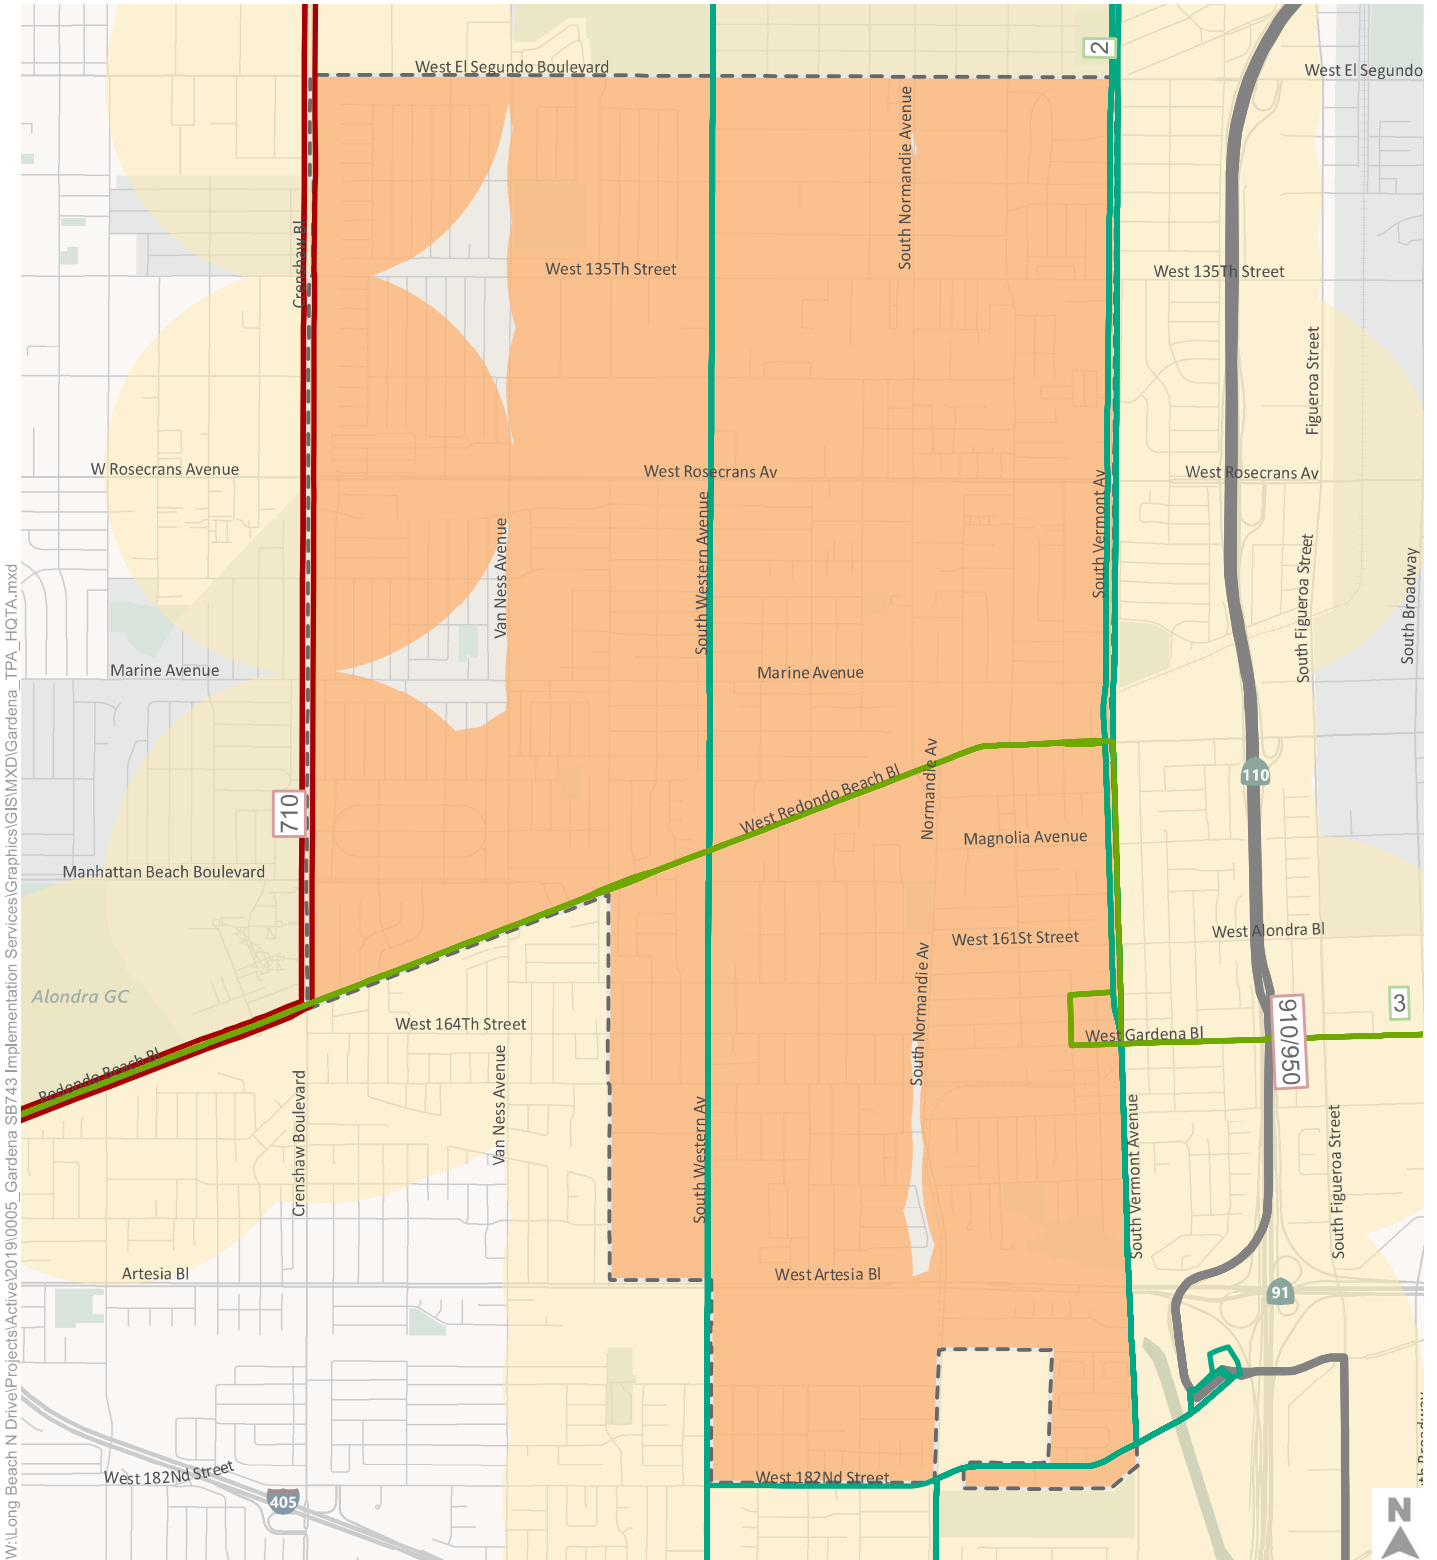 2
West El Segundo Boulevard
West El Segundo
South Normandie Avenue
Crenshaw Bl
West 135Th Street
West 135Th Street
Figueroa Street
W Rosecrans Avenue
West Rosecrans Av
West Rosecrans Av
South Vermont Av
South Western Avenue
Van Ness Avenue
South Figueroa Street
South Broadway
Marine Avenue
Marine Avenue
Normandie Av
110
West Redondo Beach Bl
710
Magnolia Avenue
Manhattan Beach Boulevard
West Alondra Bl
West 161St Street
South Normandie Av
Alondra GC
3
West 164Th Street
West Gardena Bl
910/950
Redondo Beach Bl
Van Ness Avenue
Crenshaw Boulevard
South Western Av
South Vermont Avenue
South Figueroa Street
Artesia Bl
West Artesia Bl
91
West 182Nd Street
West 182Nd Street
405
th Broadway
N
W:\Long Beach N Drive\Projects\Active\2019\0005_Gardena SB743 Implementation Services\Graphics\GIS\MXD\Gardena_TPA_HQTA.mxd